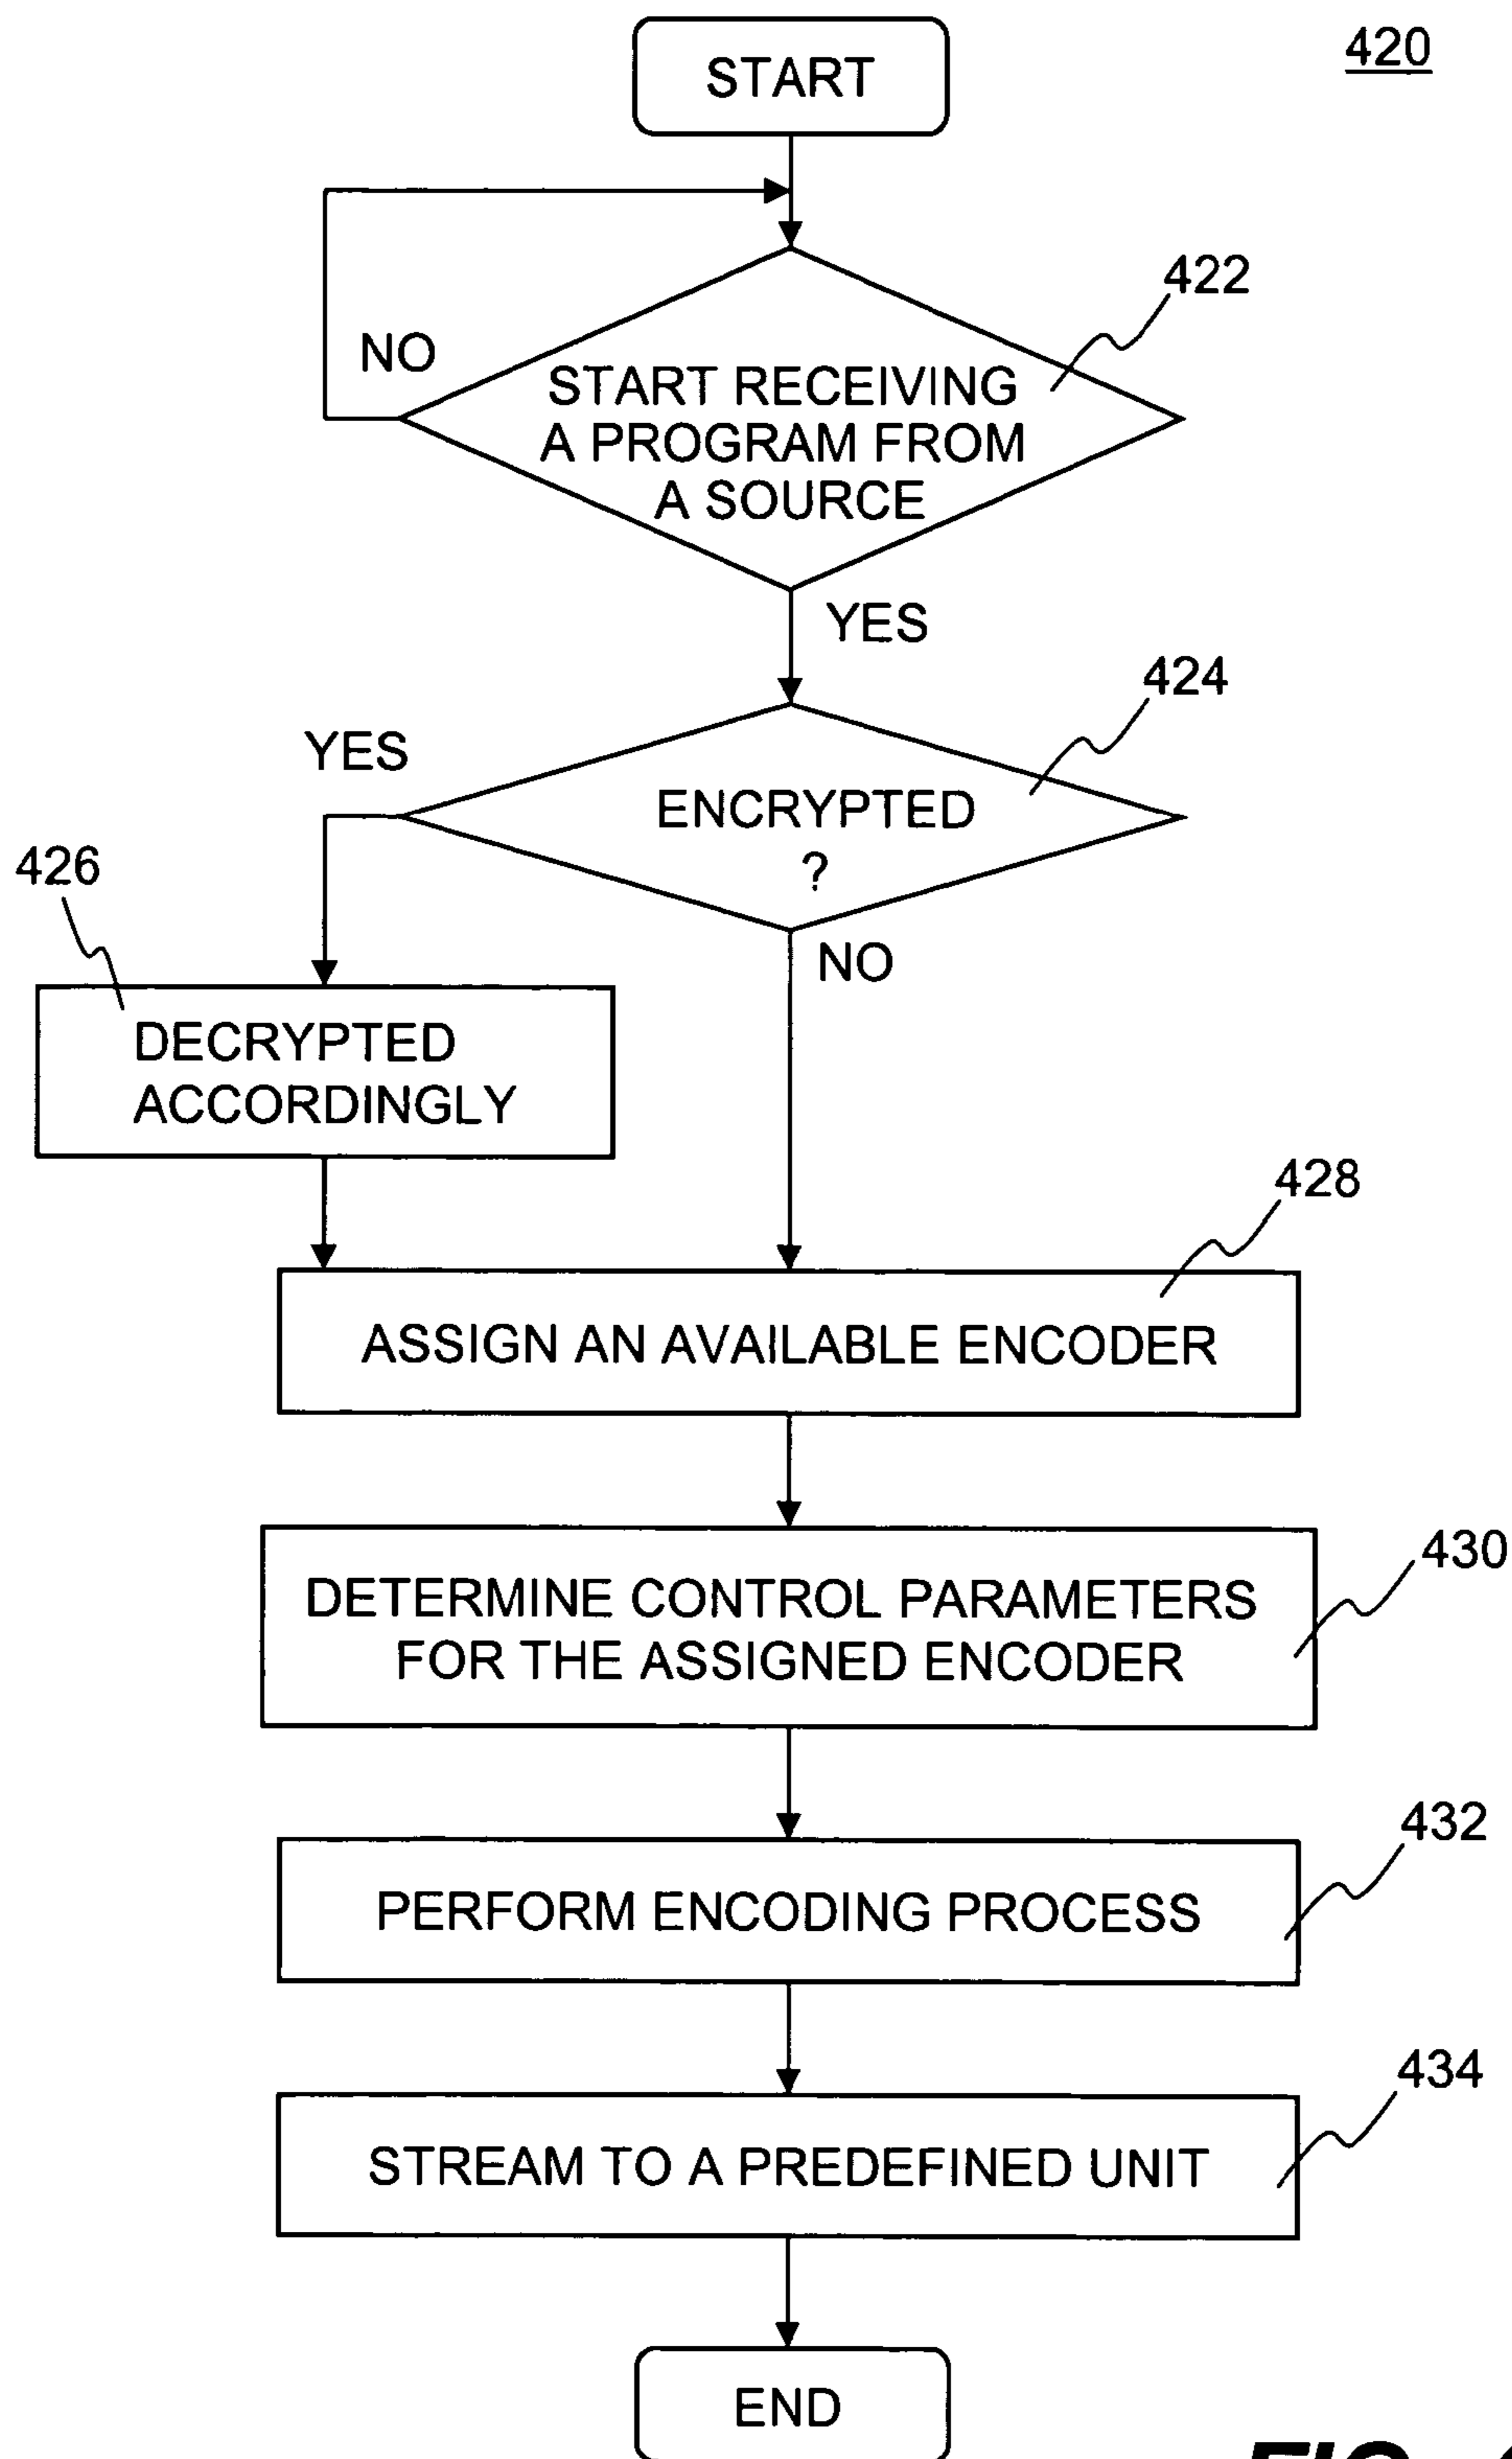 START
420
422
NO
START RECEIVING
A PROGRAM FROM
A SOURCE
YES
424
YES
ENCRYPTED
?
426
NO
DECRYPTED
ACCORDINGLY
428
ASSIGN AN AVAILABLE ENCODER
430
DETERMINE CONTROL PARAMETERS
FOR THE ASSIGNED ENCODER
432
PERFORM ENCODING PROCESS
434
STREAM TO A PREDEFINED UNIT
END